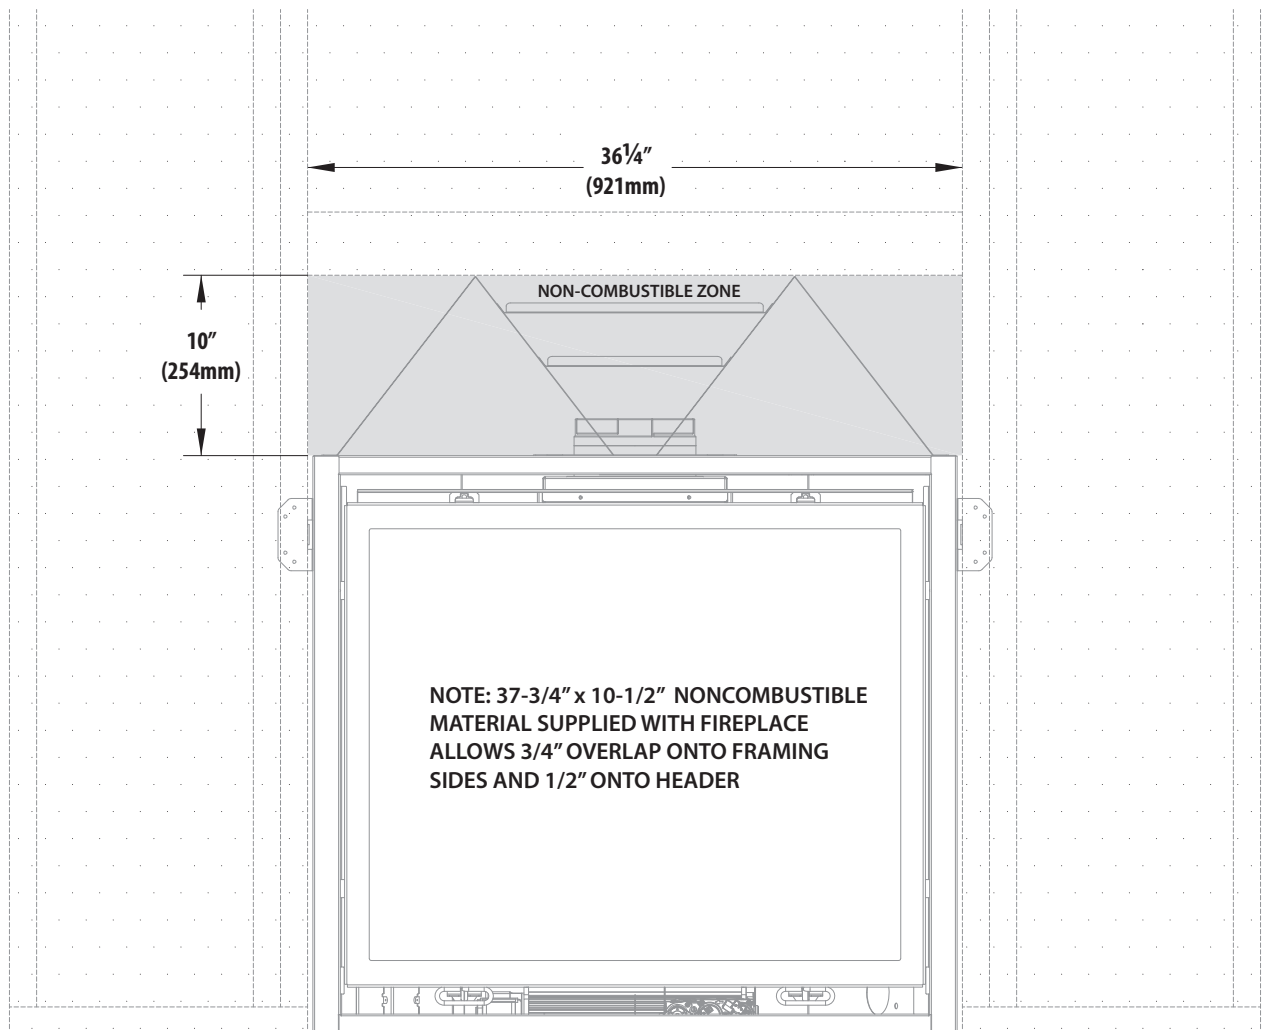 36¼”
(921mm)
NON-COMBUSTIBLE ZONE
10”
(254mm)
NOTE: 37-3/4” x 10-1/2” NONCOMBUSTIBLE
MATERIAL SUPPLIED WITH FIREPLACE
ALLOWS 3/4” OVERLAP ONTO FRAMING
SIDES AND 1/2” ONTO HEADER